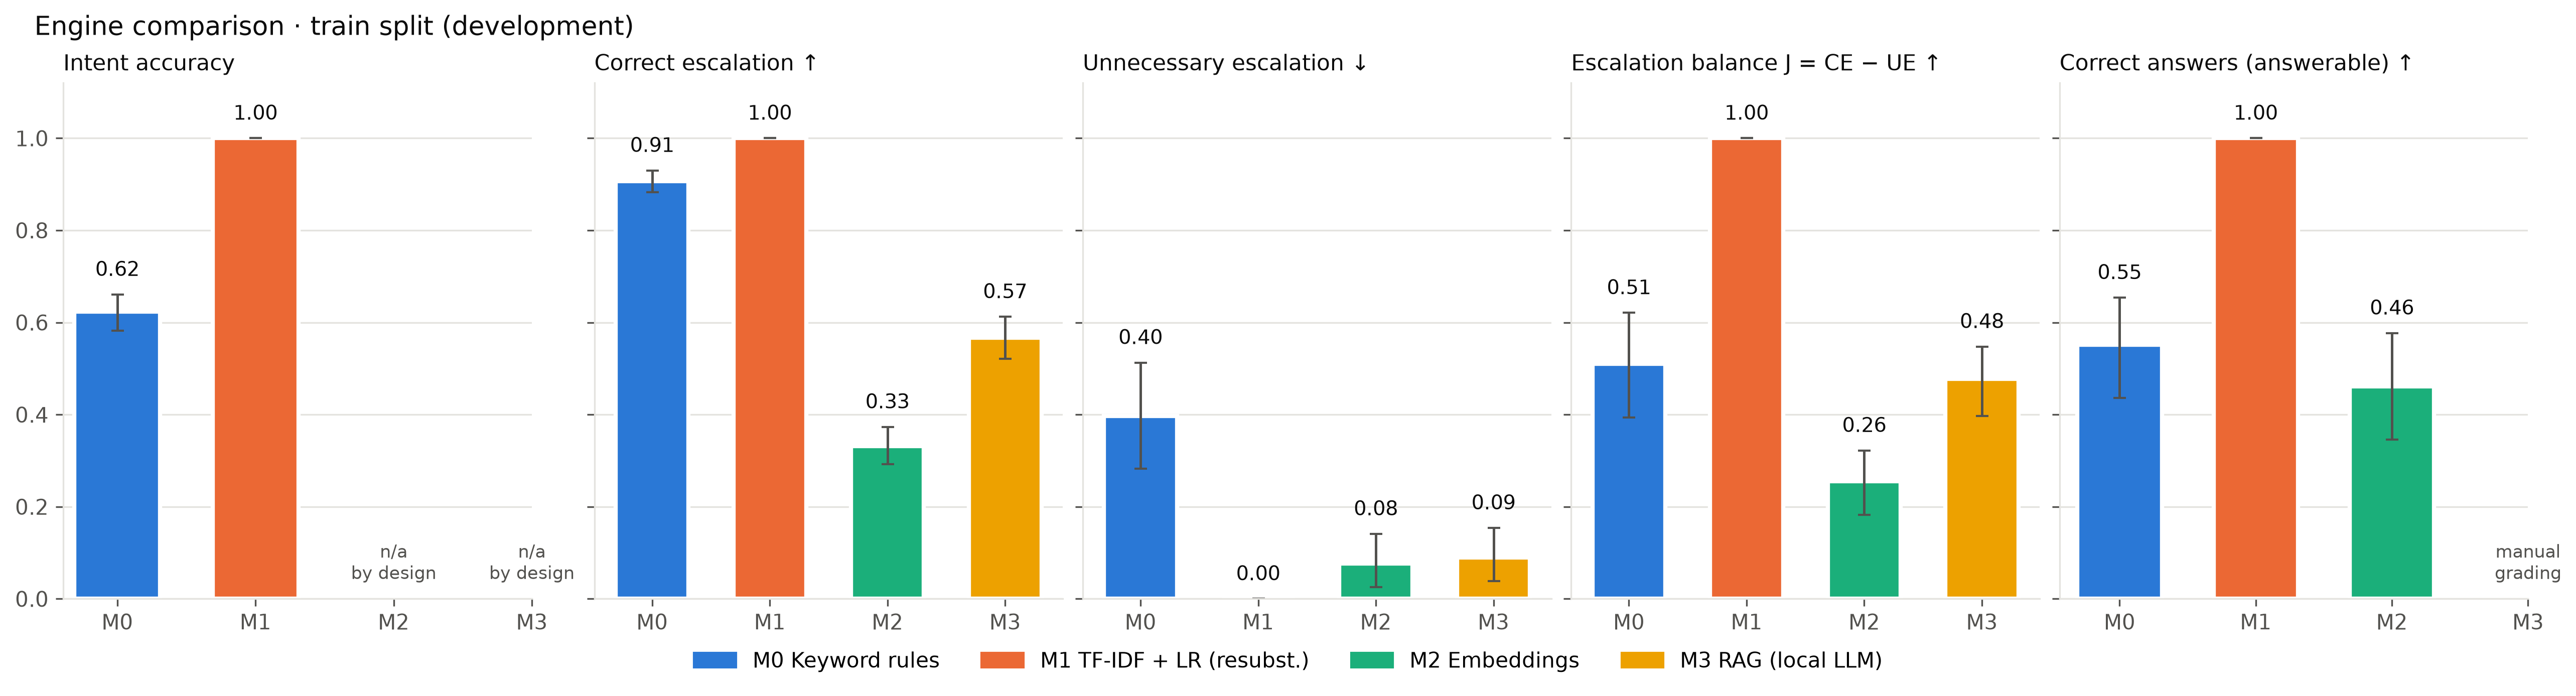 Engine comparison · train split (development)
Intent accuracy
1.0
0.8
0.6
0.4
0.2
0.0
0.62
1.00
n/a
by design
n/a
by design
M0
M1
M2
M3
Correct escalation ↑
0.91
1.00
0.33
0.57
M0
M1
M2
M3
Unnecessary escalation ↓
0.40
0.00
0.08
0.09
M0
M1
M2
M3
Escalation balance J = CE − UE ↑
0.51
1.00
0.26
0.48
M0
M1
M2
M3
Correct answers (answerable) ↑
0.55
1.00
0.46
manual
grading
M0
M1
M2
M3
M0 Keyword rules
M1 TF-IDF + LR (resubst.)
M2 Embeddings
M3 RAG (local LLM)